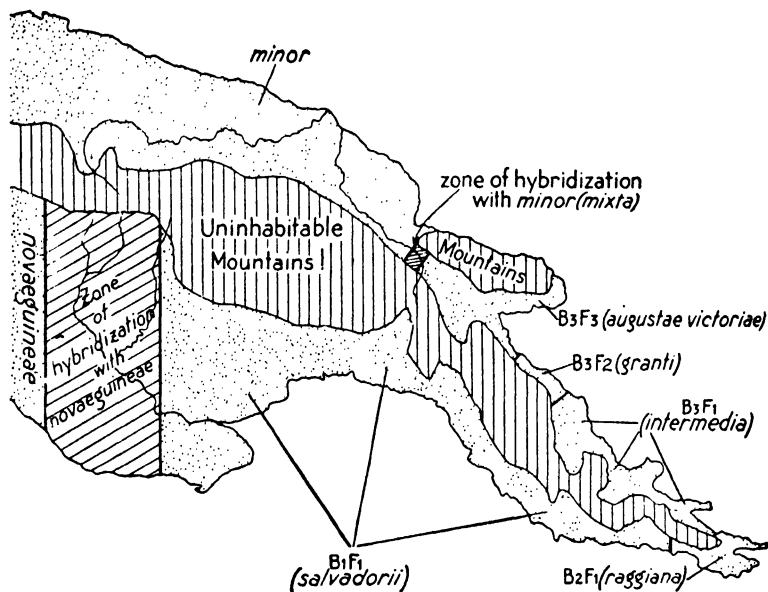 minor
zone of hybridization
with minor (mixta)
Uninhabitable
Mountains !
Mountains
novaeguineae
Zone
of
hybridization
with
novaeguineae
B3F3 (augustae victoriae)
B3F2 (granti)
B3F1
(intermedia)
B1F1
(salvadorii)
B2F1 (raggiana)